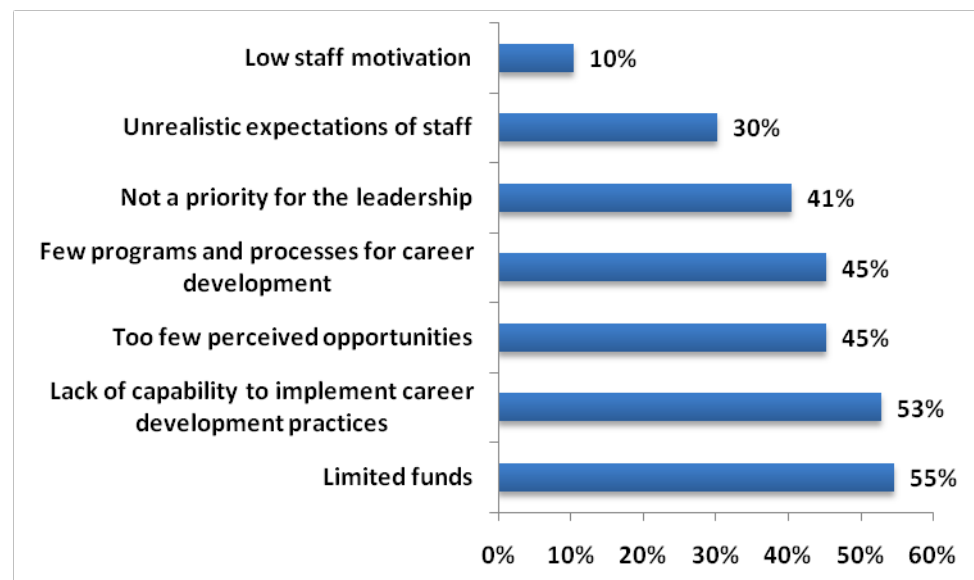 Low staff motivation
10%
Unrealistic expectations of staff
30%
Not a priority for the leadership
41%
Few programs and processes for career
development
45%
Too few perceived opportunities
45%
Lack of capability to implement career
development practices
53%
Limited funds
55%
0% 10% 20% 30% 40% 50% 60%